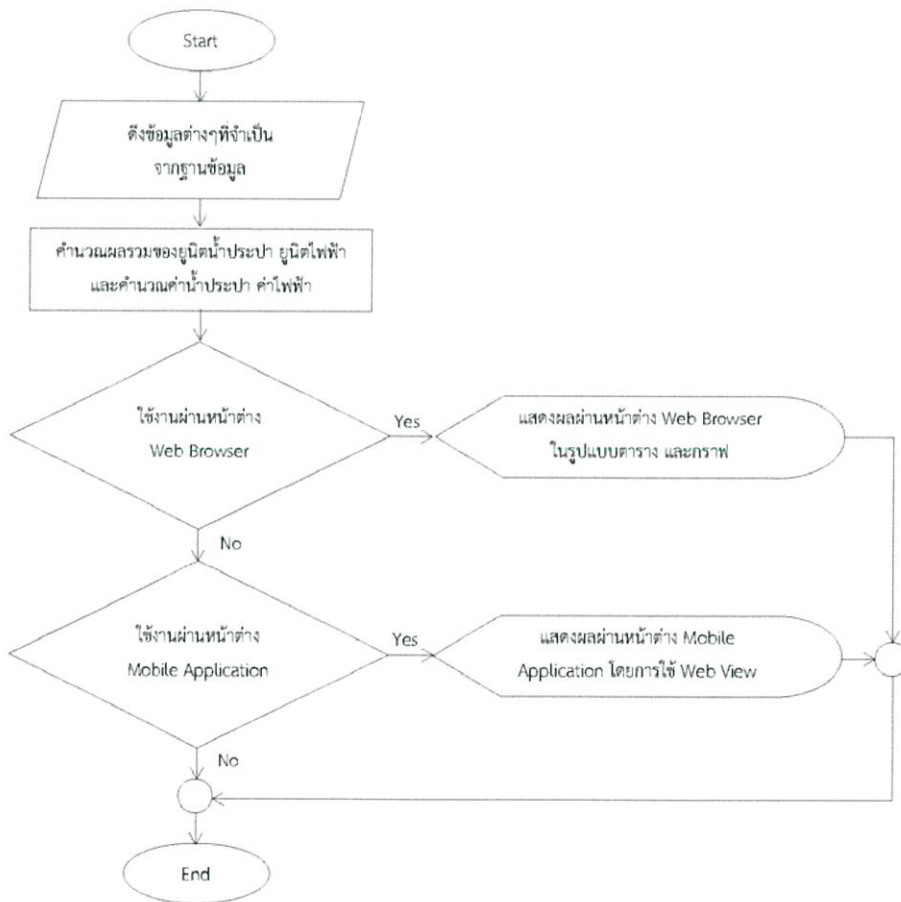 Start
ดึงข้อมูลต่างๆที่จำเป็น
จากฐานข้อมูล
คำนวณผลรวมของยูนิตน้ำประปา ยูนิตไฟฟ้า
และคำนวณค่าน้ำประปา ค่าไฟฟ้า
ใช้งานผ่านหน้าต่าง
Web Browser
Yes
แสดงผลผ่านหน้าต่าง Web Browser
ในรูปแบบตาราง และกราฟ
No
ใช้งานผ่านหน้าต่าง
Mobile Application
Yes
แสดงผลผ่านหน้าต่าง Mobile
Application โดยการใช้ Web View
No
End